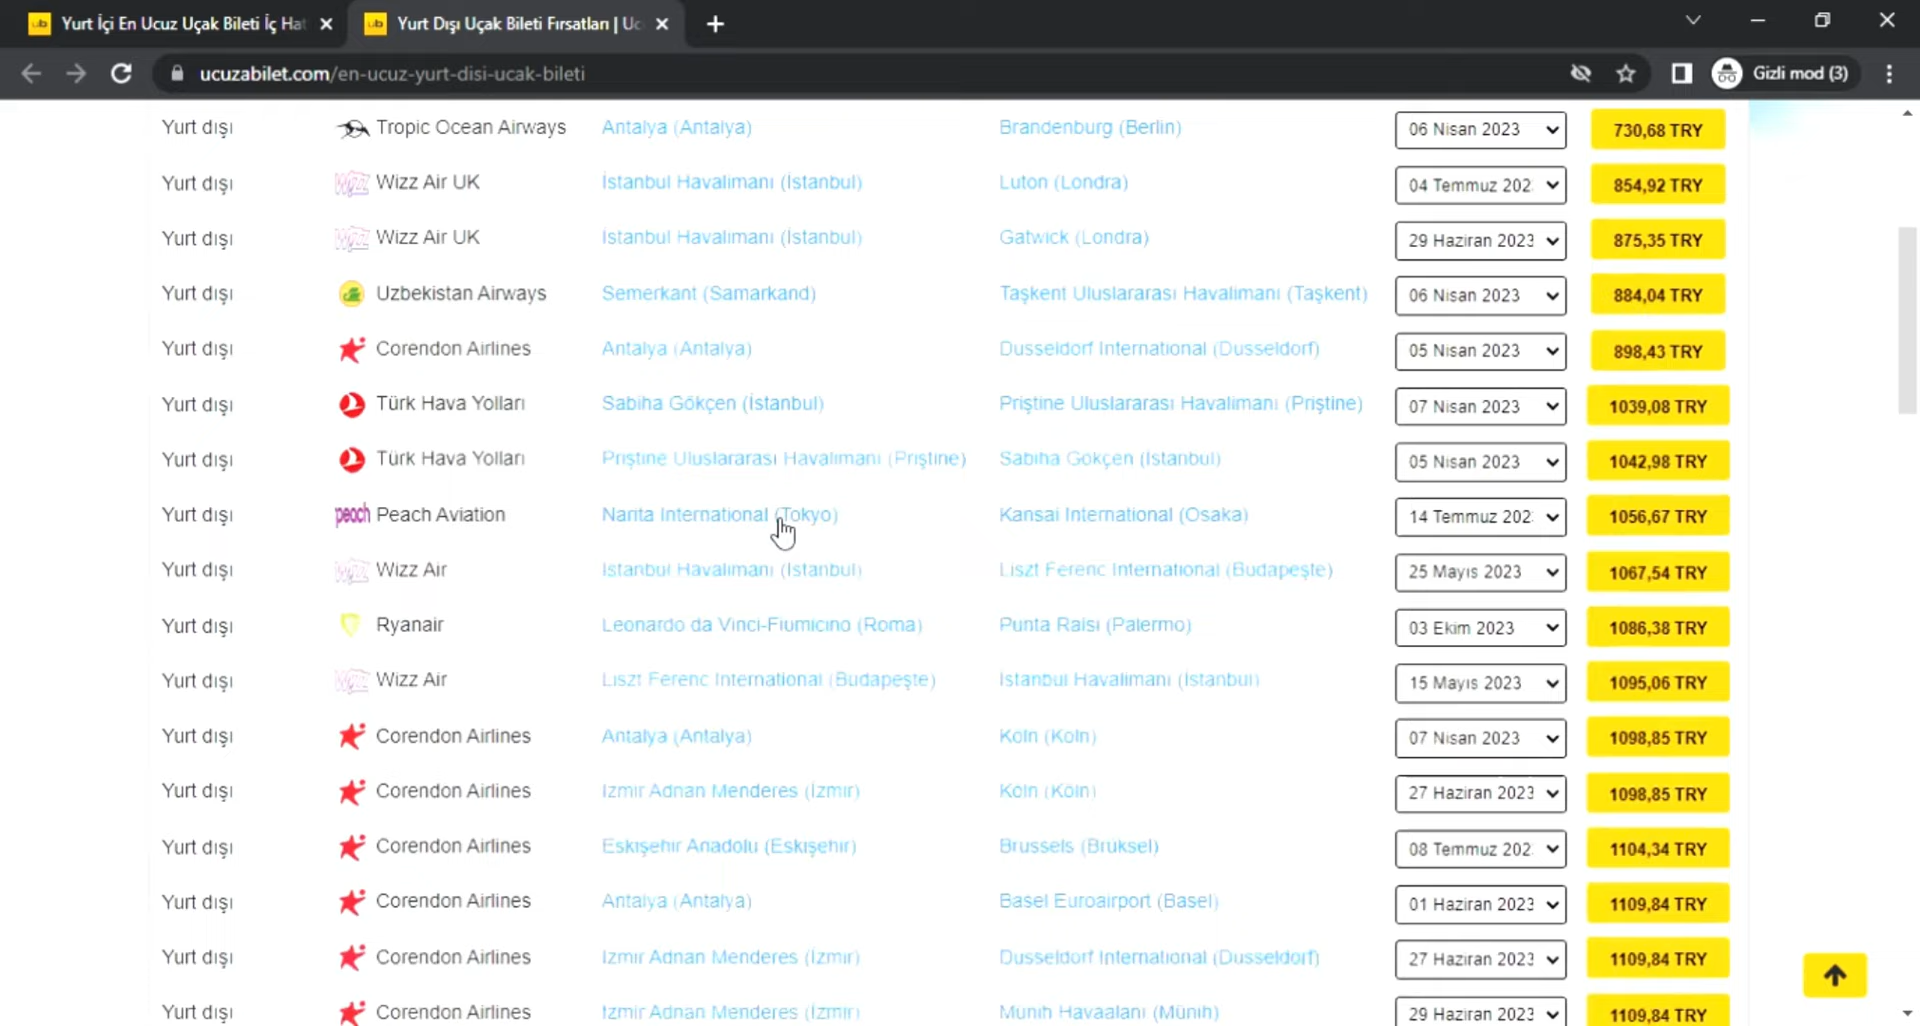 Yurt İçi En Ucuz Uçak Bileti İç Hat
Yurt Dışı Uçak Bileti Fırsatları | Uc
ucuzabilet.com/en-ucuz-yurt-disi-ucak-bileti
Gizli mod (3)
Yurt dışı Tropic Ocean Airways Antalya (Antalya) Brandenburg (Berlin) 06 Nisan 2023 730,68 TRY
Yurt dışı Wizz Air UK İstanbul Havalimanı (İstanbul) Luton (Londra) 04 Temmuz 202 854,92 TRY
Yurt dışı Wizz Air UK İstanbul Havalimanı (İstanbul) Gatwick (Londra) 29 Haziran 2023 875,35 TRY
Yurt dışı Uzbekistan Airways Semerkant (Samarkand) Taşkent Uluslararası Havalimanı (Taşkent) 06 Nisan 2023 884,04 TRY
Yurt dışı Corendon Airlines Antalya (Antalya) Dusseldorf International (Dusseldorf) 05 Nisan 2023 898,43 TRY
Yurt dışı Türk Hava Yolları Sabiha Gökçen (İstanbul) Priştine Uluslararası Havalimanı (Priştine) 07 Nisan 2023 1039,08 TRY
Yurt dışı Türk Hava Yolları Priştine Uluslararası Havalimanı (Priştine) Sabiha Gökçen (İstanbul) 05 Nisan 2023 1042,98 TRY
Yurt dışı peach Peach Aviation Narita International (Tokyo) Kansai International (Osaka) 14 Temmuz 202 1056,67 TRY
Yurt dışı Wizz Air İstanbul Havalimanı (İstanbul) Liszt Ferenc International (Budapeşte) 25 Mayıs 2023 1067,54 TRY
Yurt dışı Ryanair Leonardo da Vinci-Fiumicino (Roma) Punta Raisi (Palermo) 03 Ekim 2023 1086,38 TRY
Yurt dışı Wizz Air Liszt Ferenc International (Budapeşte) İstanbul Havalimanı (İstanbul) 15 Mayıs 2023 1095,06 TRY
Yurt dışı Corendon Airlines Antalya (Antalya) Köln (Köln) 07 Nisan 2023 1098,85 TRY
Yurt dışı Corendon Airlines İzmir Adnan Menderes (İzmir) Köln (Köln) 27 Haziran 2023 1098,85 TRY
Yurt dışı Corendon Airlines Eskişehir Anadolu (Eskişehir) Brussels (Brüksel) 08 Temmuz 202 1104,34 TRY
Yurt dışı Corendon Airlines Antalya (Antalya) Basel Euroairport (Basel) 01 Haziran 2023 1109,84 TRY
Yurt dışı Corendon Airlines İzmir Adnan Menderes (İzmir) Dusseldorf International (Dusseldorf) 27 Haziran 2023 1109,84 TRY
Yurt dışı Corendon Airlines İzmir Adnan Menderes (İzmir) Münih Havaalanı (Münih) 29 Haziran 2023 1109,84 TRY